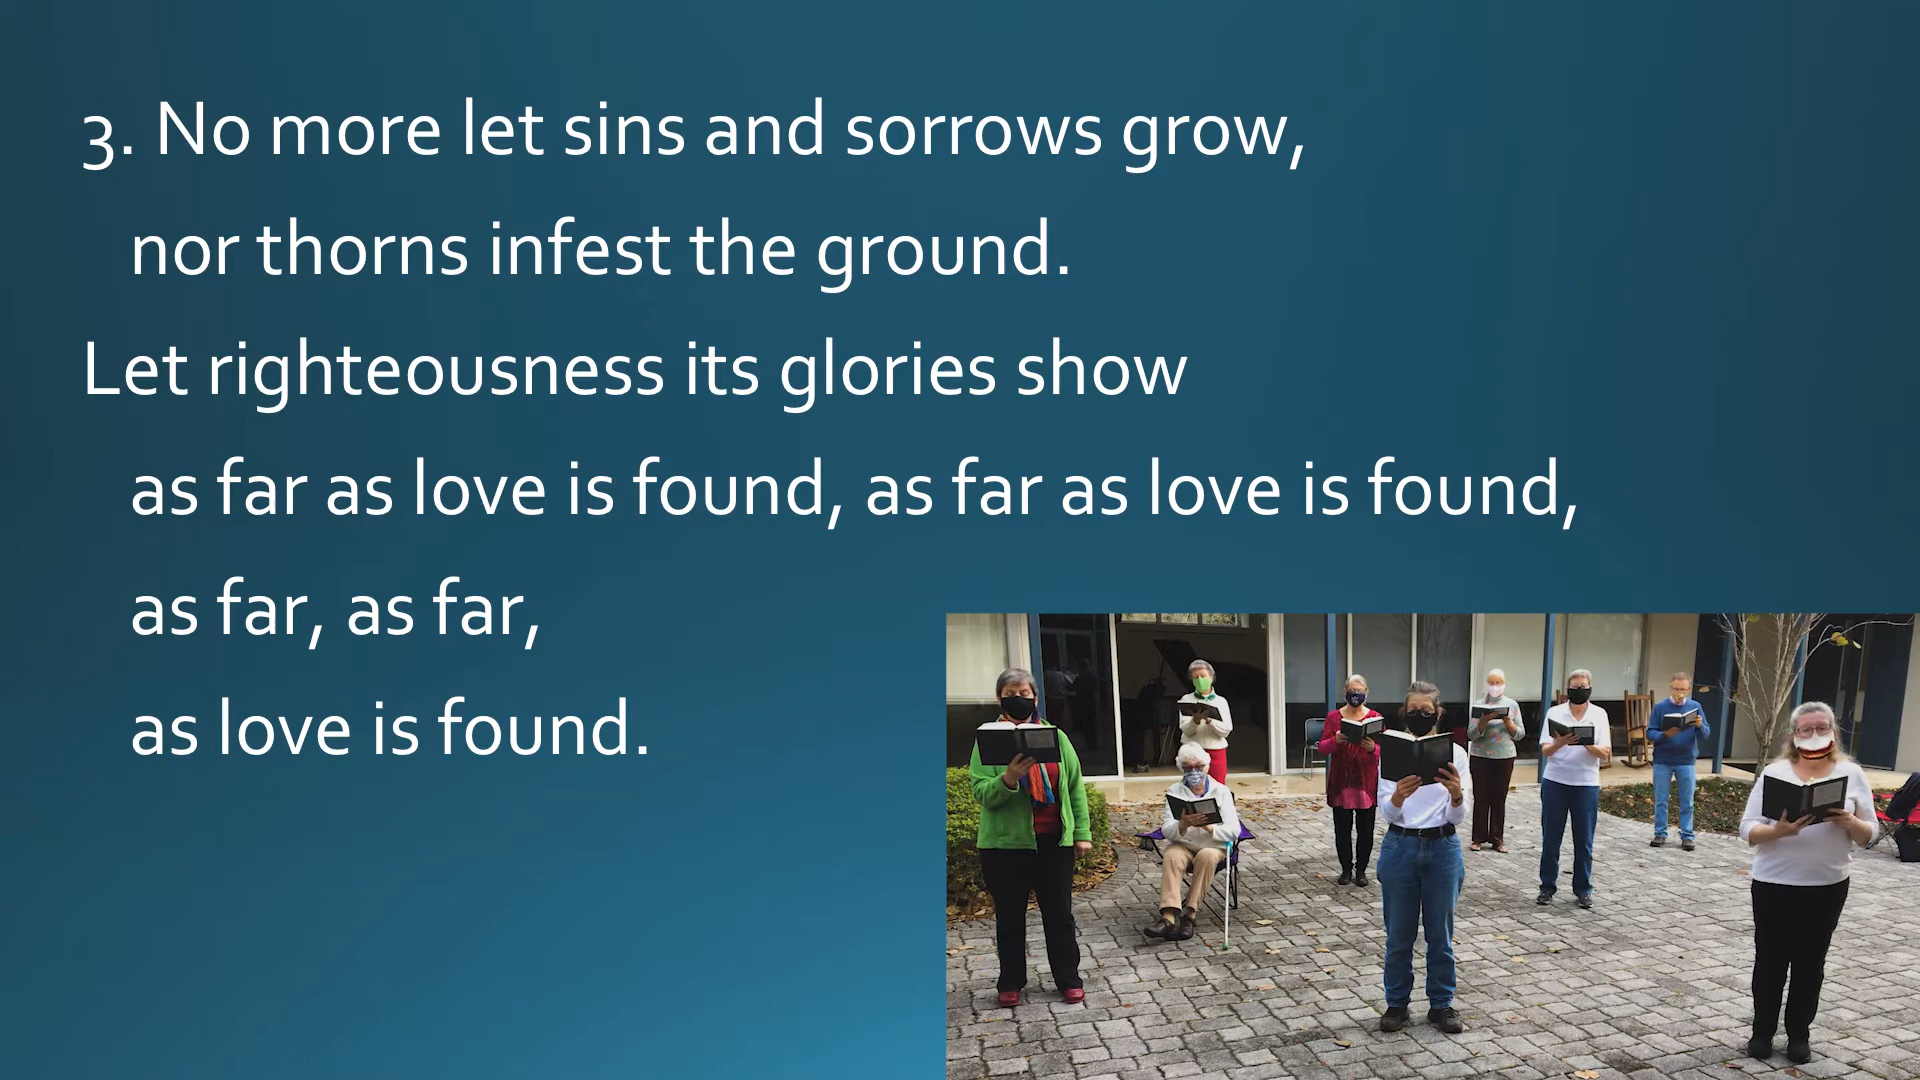 3. No more let sins and sorrows grow,
nor thorns infest the ground.
Let righteousness its glories show
as far as love is found, as far as love is found,
as far, as far,
as love is found.